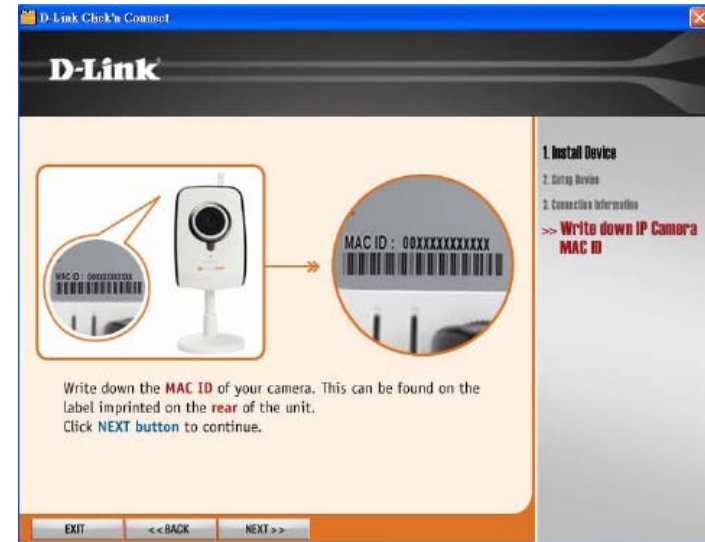 D-Link Click'n Connect
D-Link
1. Install Device
2. Setup Device
3. Connection Information
>> Write down IP Camera
MAC ID
MAC ID : 00XXXXXXXXXX
MAC ID : 00XXXXXXXXXX
Write down the MAC ID of your camera. This can be found on the
label imprinted on the rear of the unit.
Click NEXT button to continue.
EXIT
<< BACK
NEXT >>